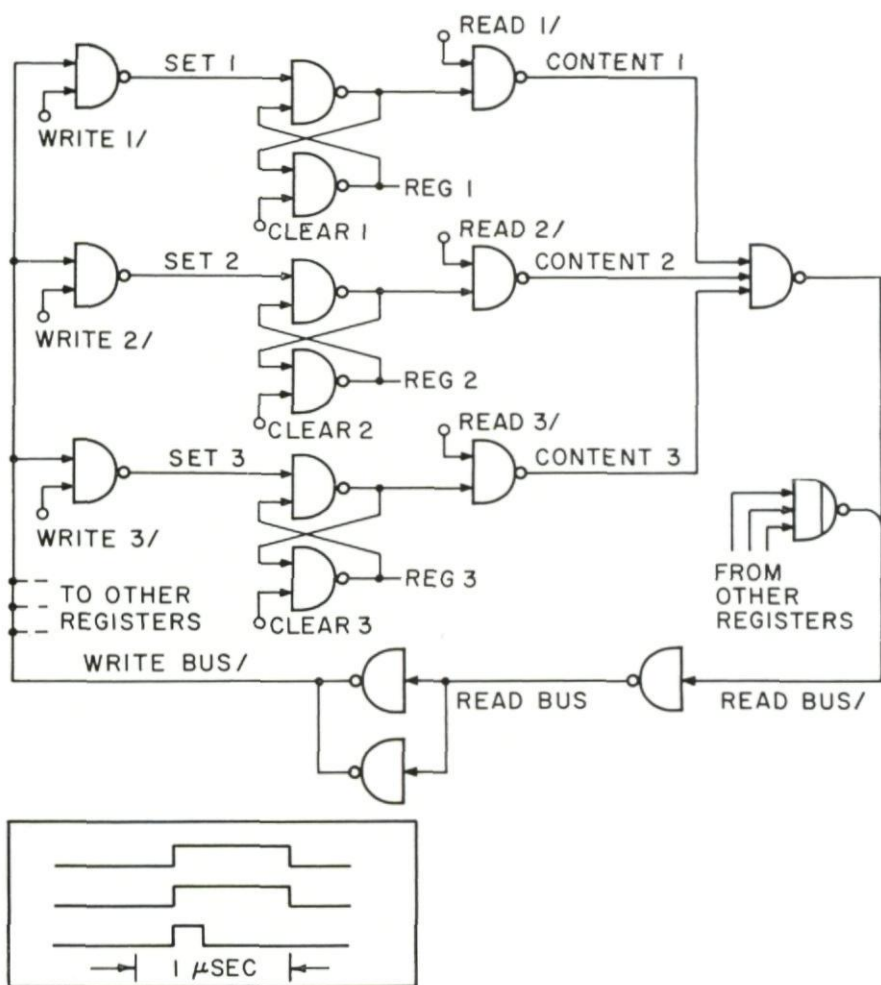 READ 1/
SET 1
CONTENT 1
WRITE 1/
REG 1
CLEAR 1
READ 2/
SET 2
CONTENT 2
WRITE 2/
REG 2
CLEAR 2
READ 3/
SET 3
CONTENT 3
WRITE 3/
REG 3
CLEAR 3
TO OTHER
REGISTERS
FROM
OTHER
REGISTERS
WRITE BUS/
READ BUS
READ BUS/
1 μSEC